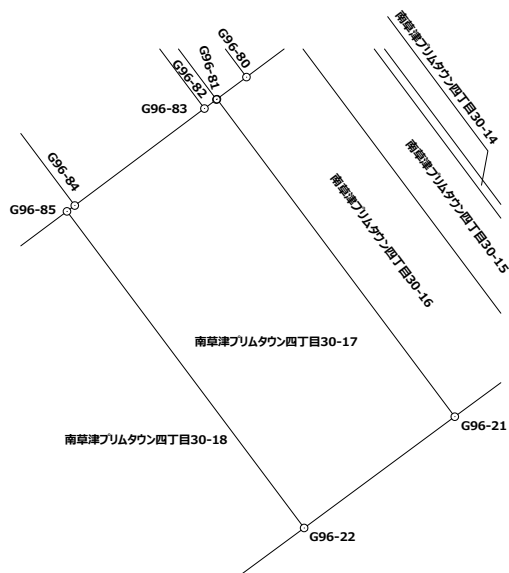 南草津プリムタウン四丁目30-14
G96-80
G96-81
G96-82
G96-83
南草津プリムタウン四丁目30-15
南草津プリムタウン四丁目30-16
G96-84
G96-85
南草津プリムタウン四丁目30-17
南草津プリムタウン四丁目30-18
G96-21
G96-22